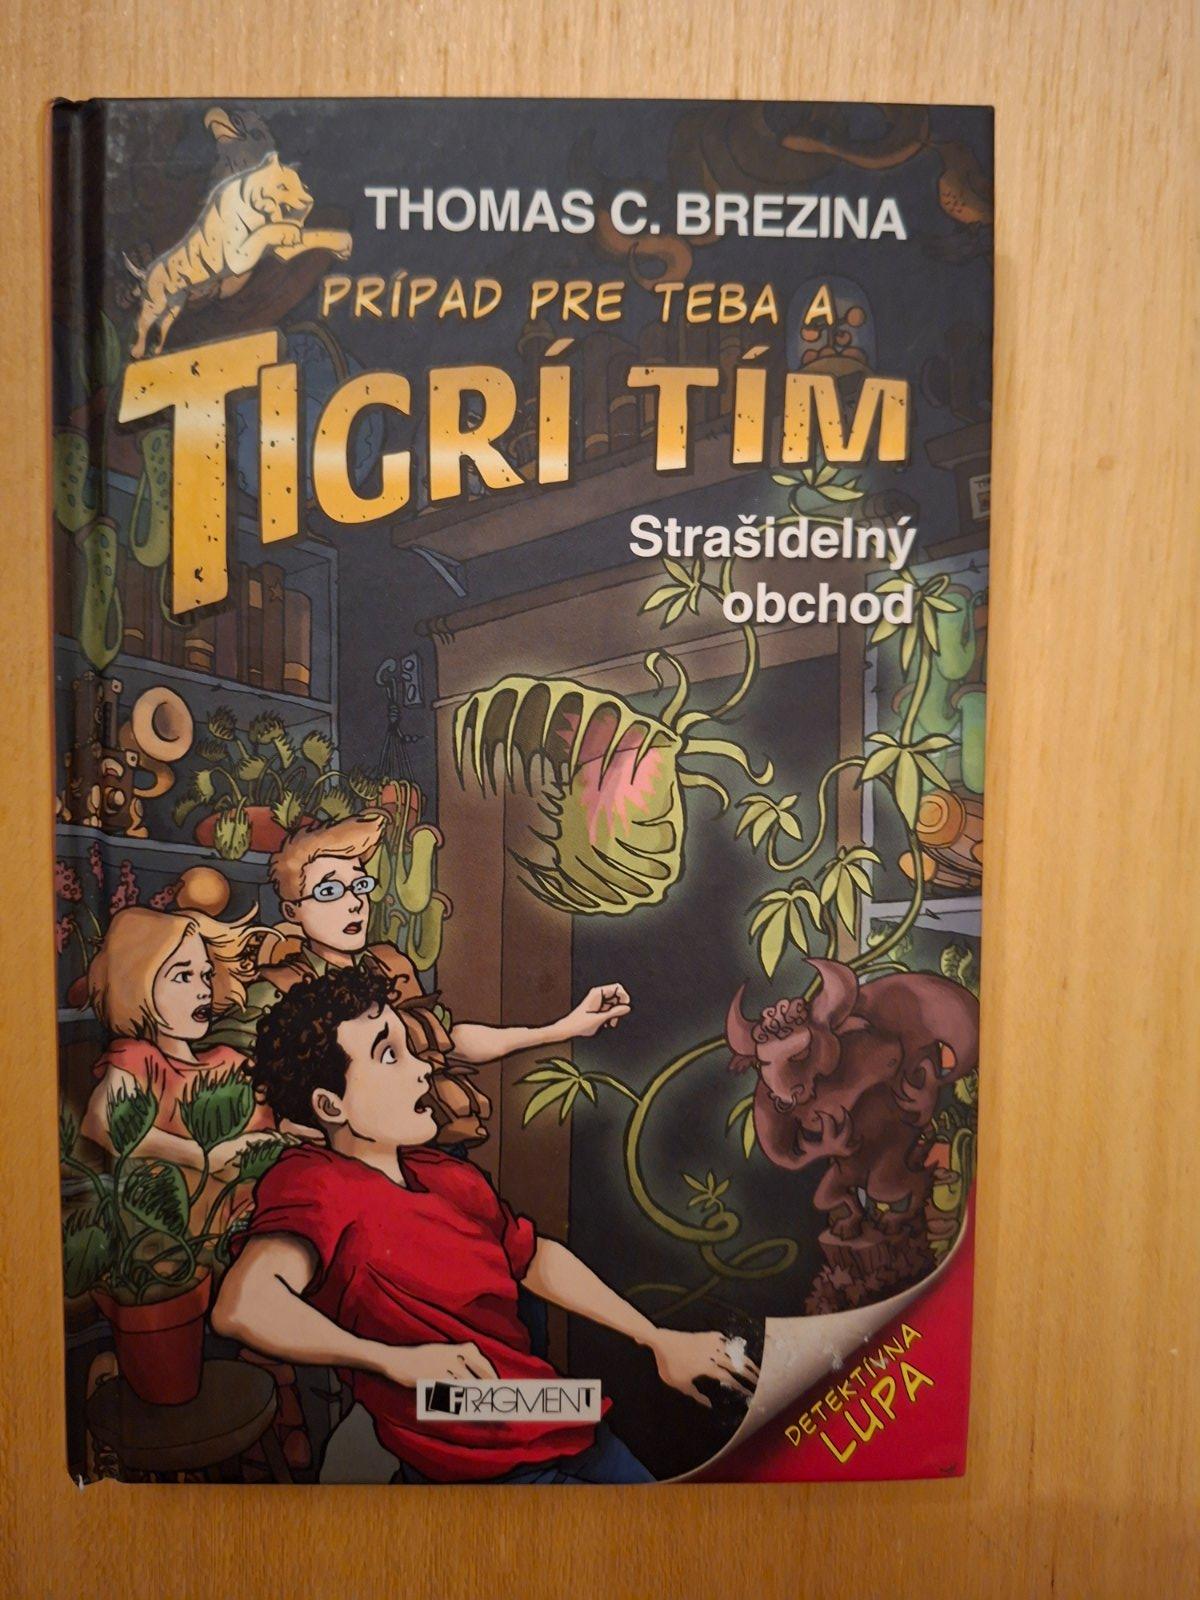 THOMAS C. BREZINA
PRÍPAD PRE TEBA A
TIGRÍ TÍM
Strašidelný
obchod
FRAGMENT
DETEKTÍVNA
LUPA